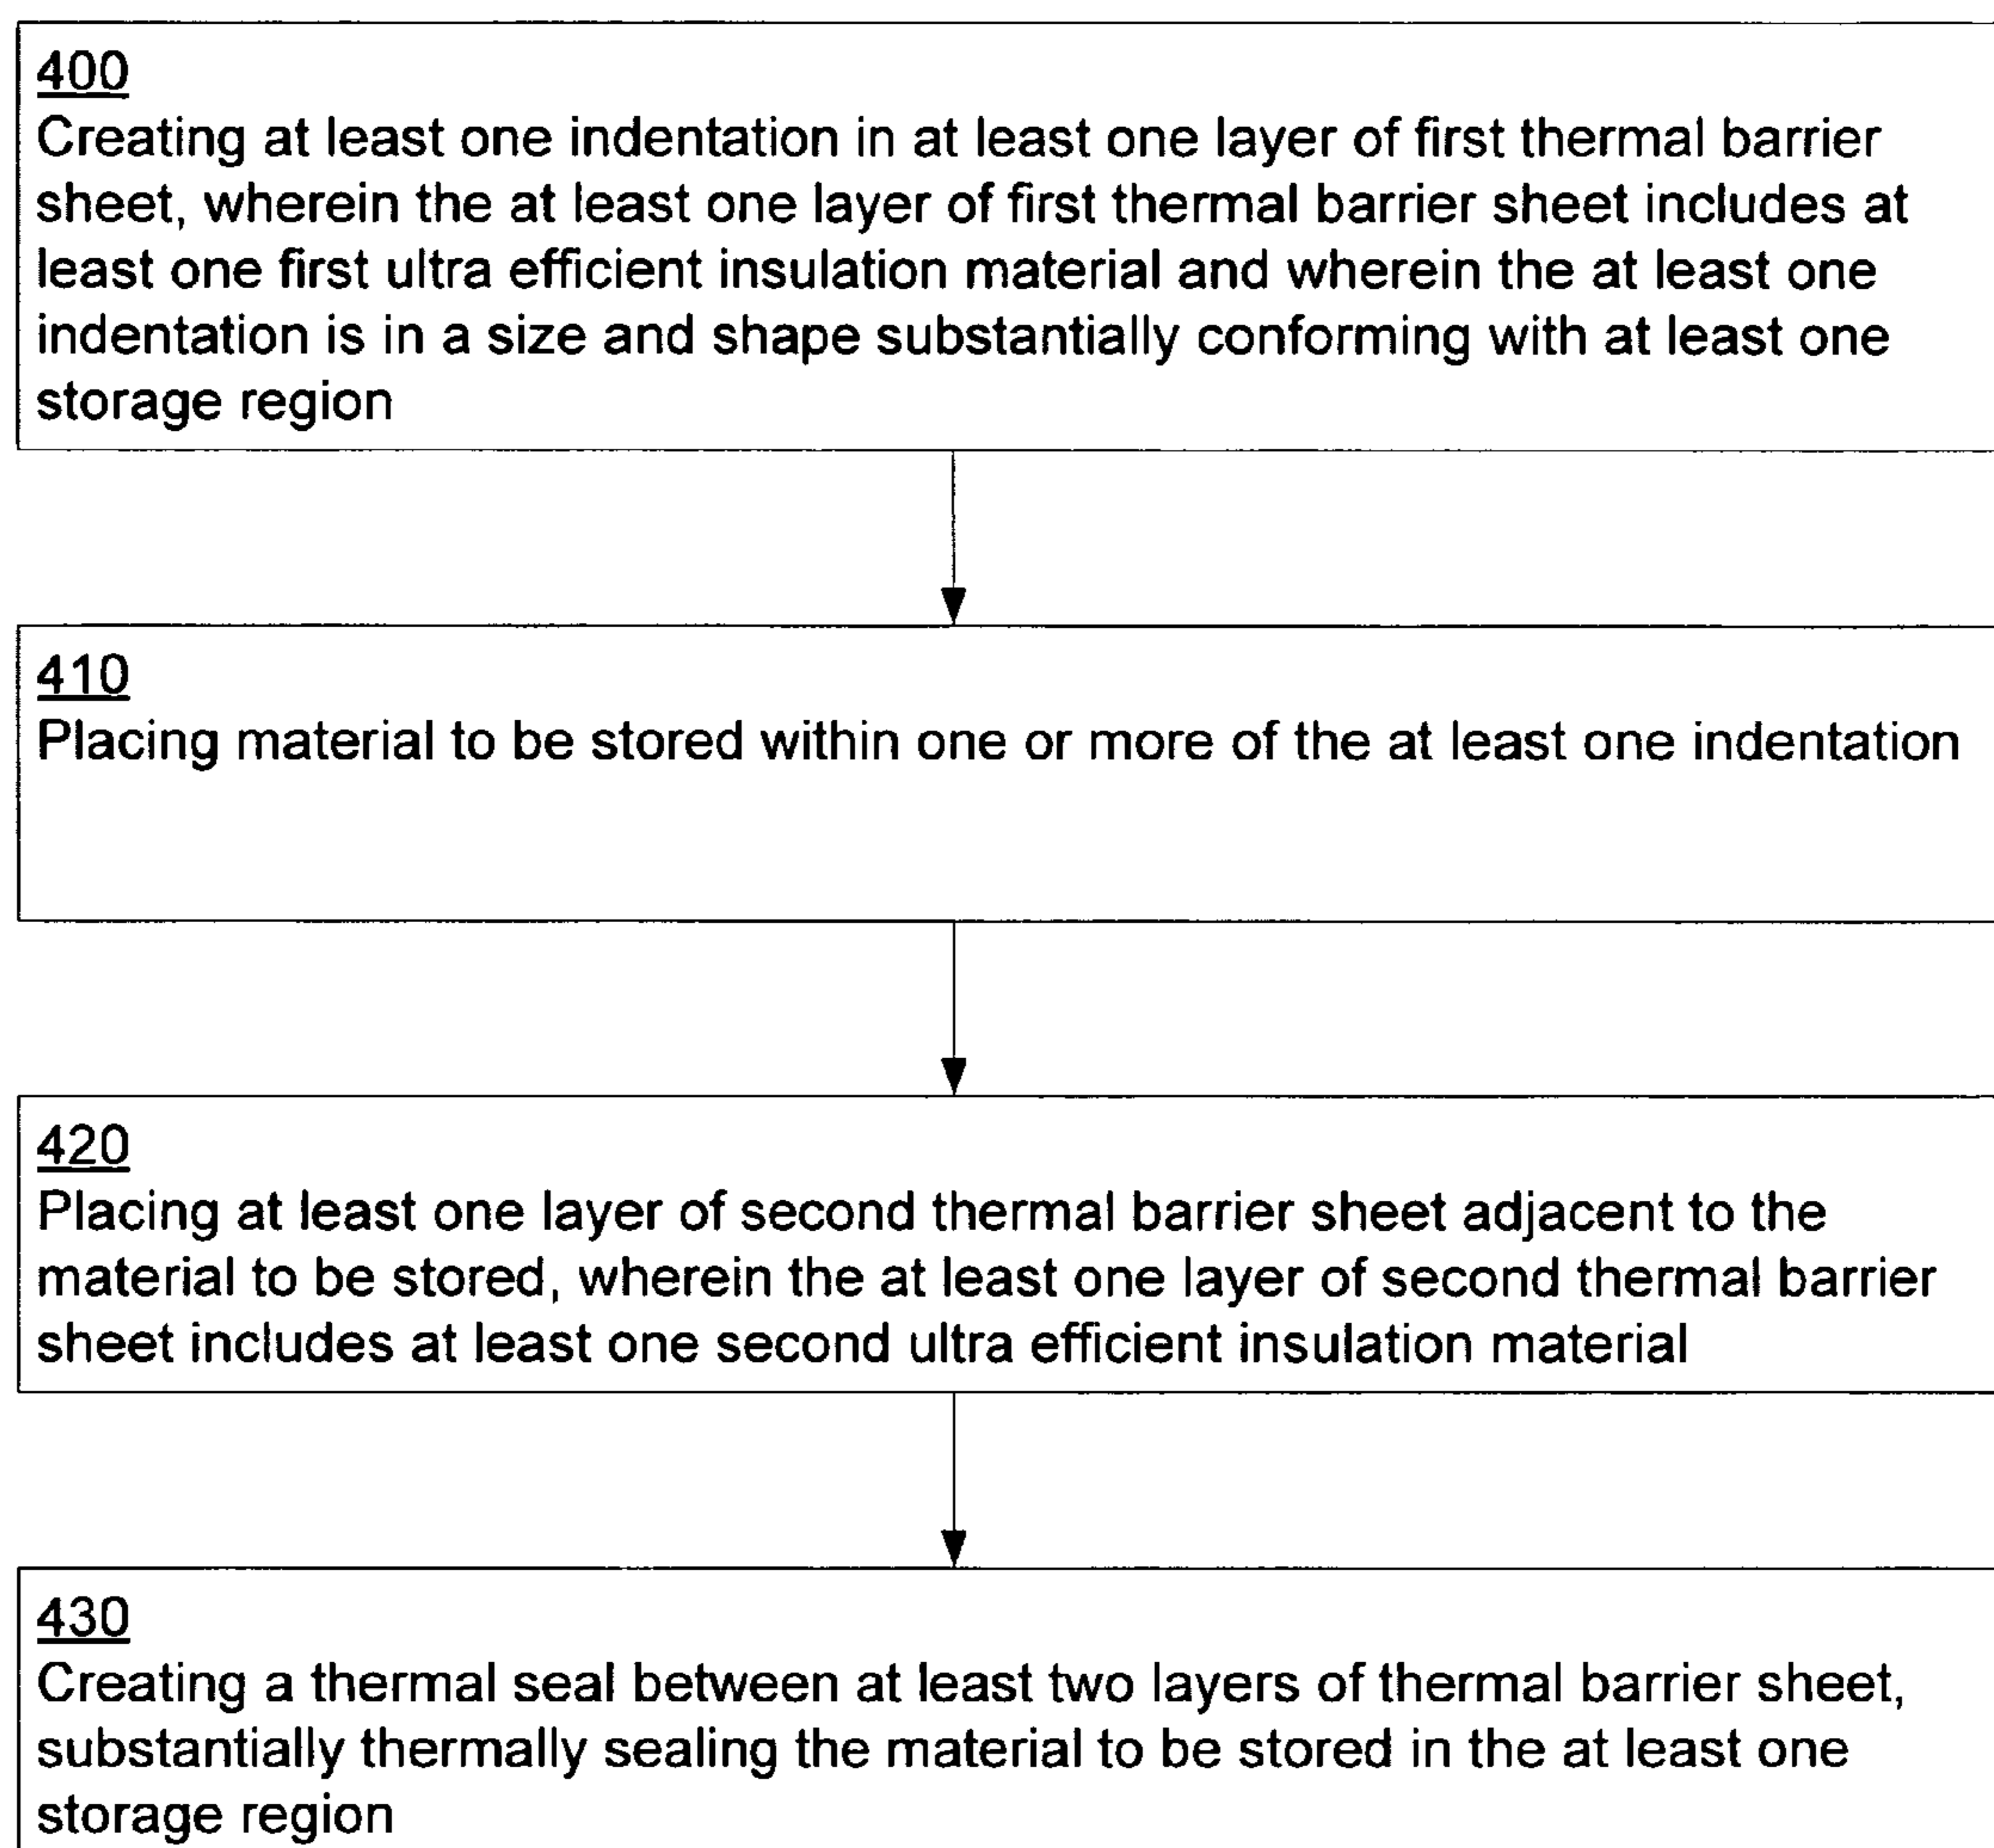 400
Creating at least one indentation in at least one layer of first thermal barrier
sheet, wherein the at least one layer of first thermal barrier sheet includes at
least one first ultra efficient insulation material and wherein the at least one
indentation is in a size and shape substantially conforming with at least one
storage region
410
Placing material to be stored within one or more of the at least one indentation
420
Placing at least one layer of second thermal barrier sheet adjacent to the
material to be stored, wherein the at least one layer of second thermal barrier
sheet includes at least one second ultra efficient insulation material
430
Creating a thermal seal between at least two layers of thermal barrier sheet,
substantially thermally sealing the material to be stored in the at least one
storage region